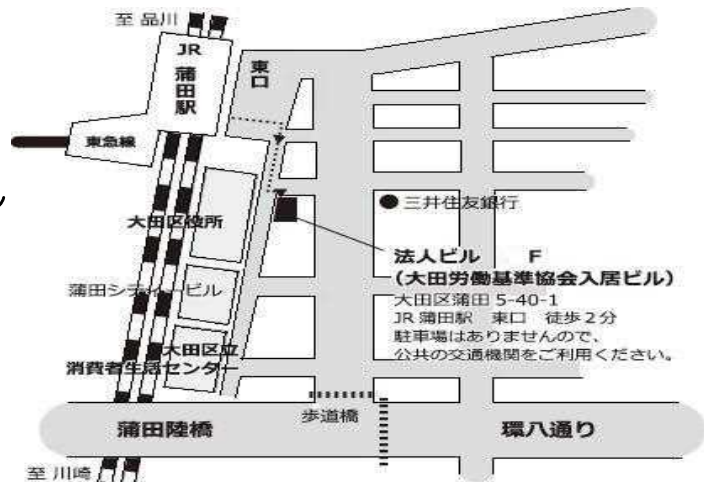 至 品川
JR
蒲田駅
東口
東急線
三井住友銀行
大田区役所
法人ビル F
(大田労働基準協会入居ビル)
大田区蒲田 5-40-1
JR 蒲田駅 東口 徒歩２分
駐車場はありませんので、
公共の交通機関をご利用ください。
蒲田シティービル
大田区立
消費者生活センター
歩道橋
蒲田陸橋
環八通り
至 川崎